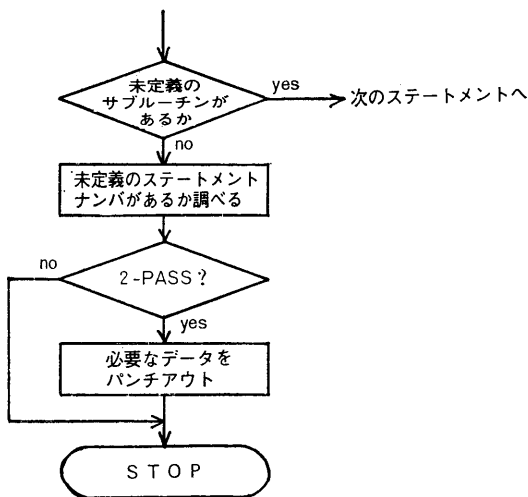 未定義の
サブルーチンが
あるか
yes
次のステートメントへ
no
未定義のステートメント
ナンバがあるか調べる
no
2-PASS?
yes
必要なデータを
パンチアウト
STOP